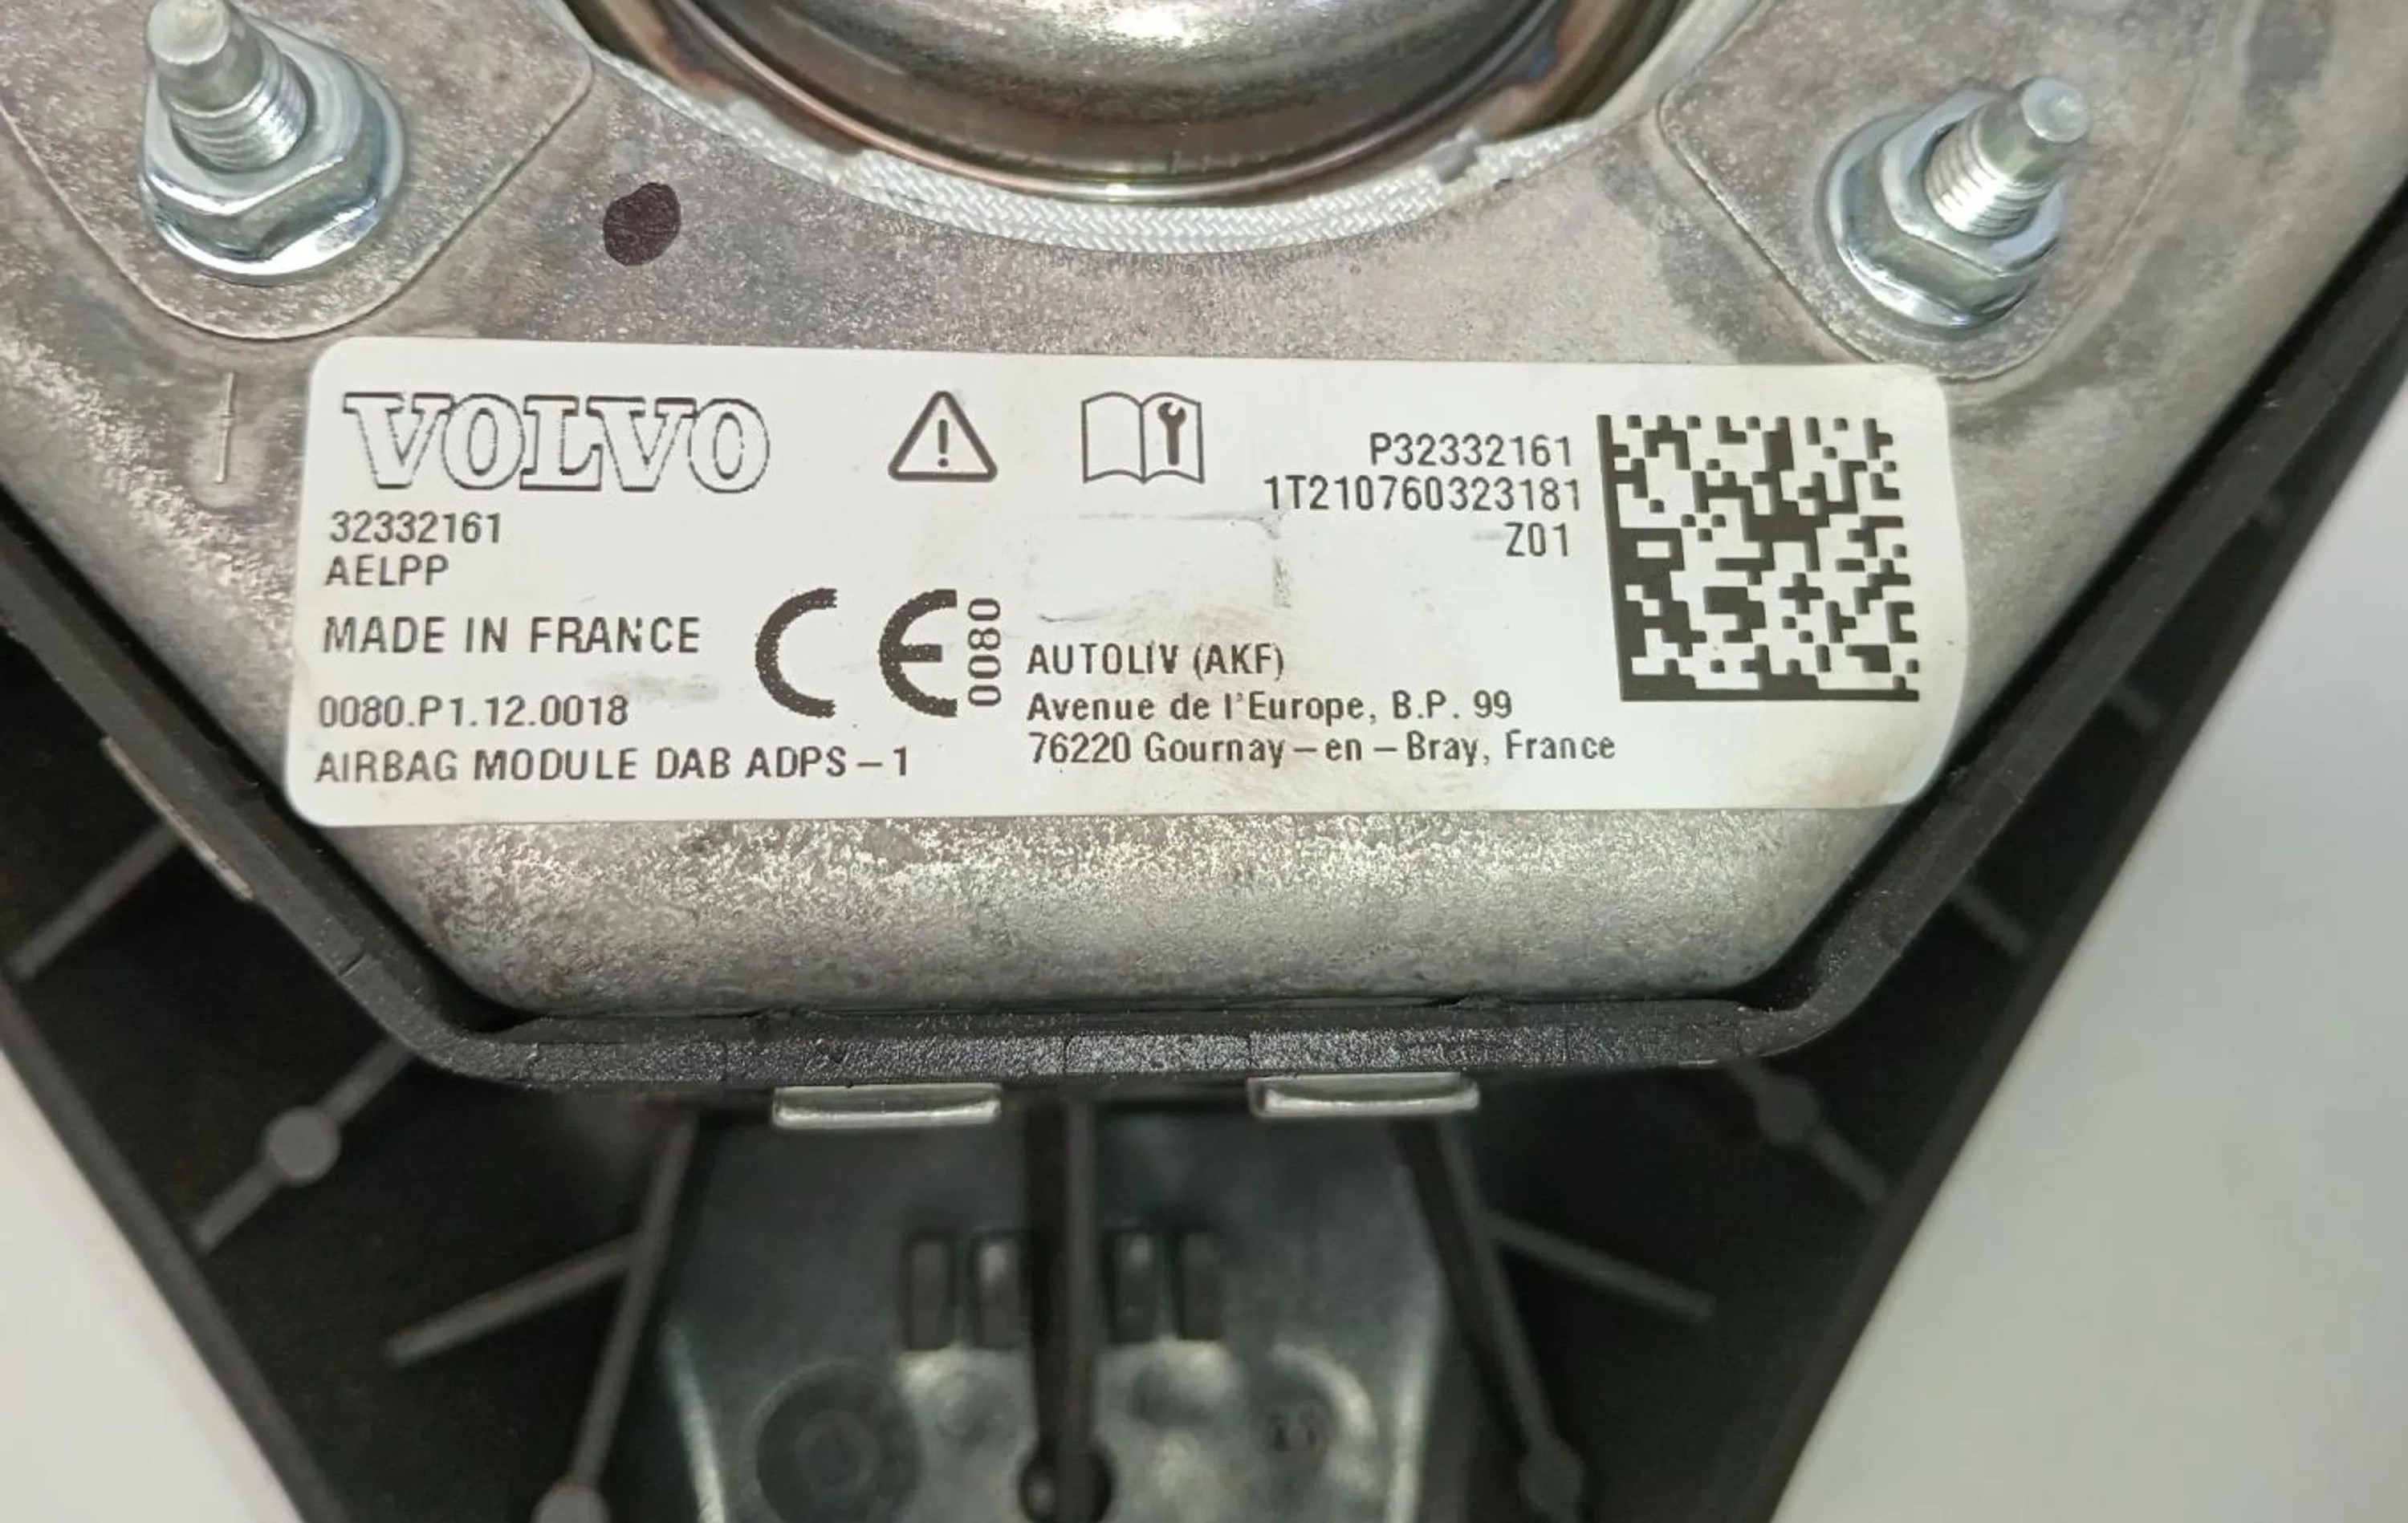 VOLVO
32332161
AELPP
MADE IN FRANCE
0080.P1.12.0018
AIRBAG MODULE DAB ADPS-1
CE 0080
P32332161
1T210760323181
Z01
AUTOLIV (AKF)
Avenue de l'Europe, B.P. 99
76220 Gournay-en-Bray, France